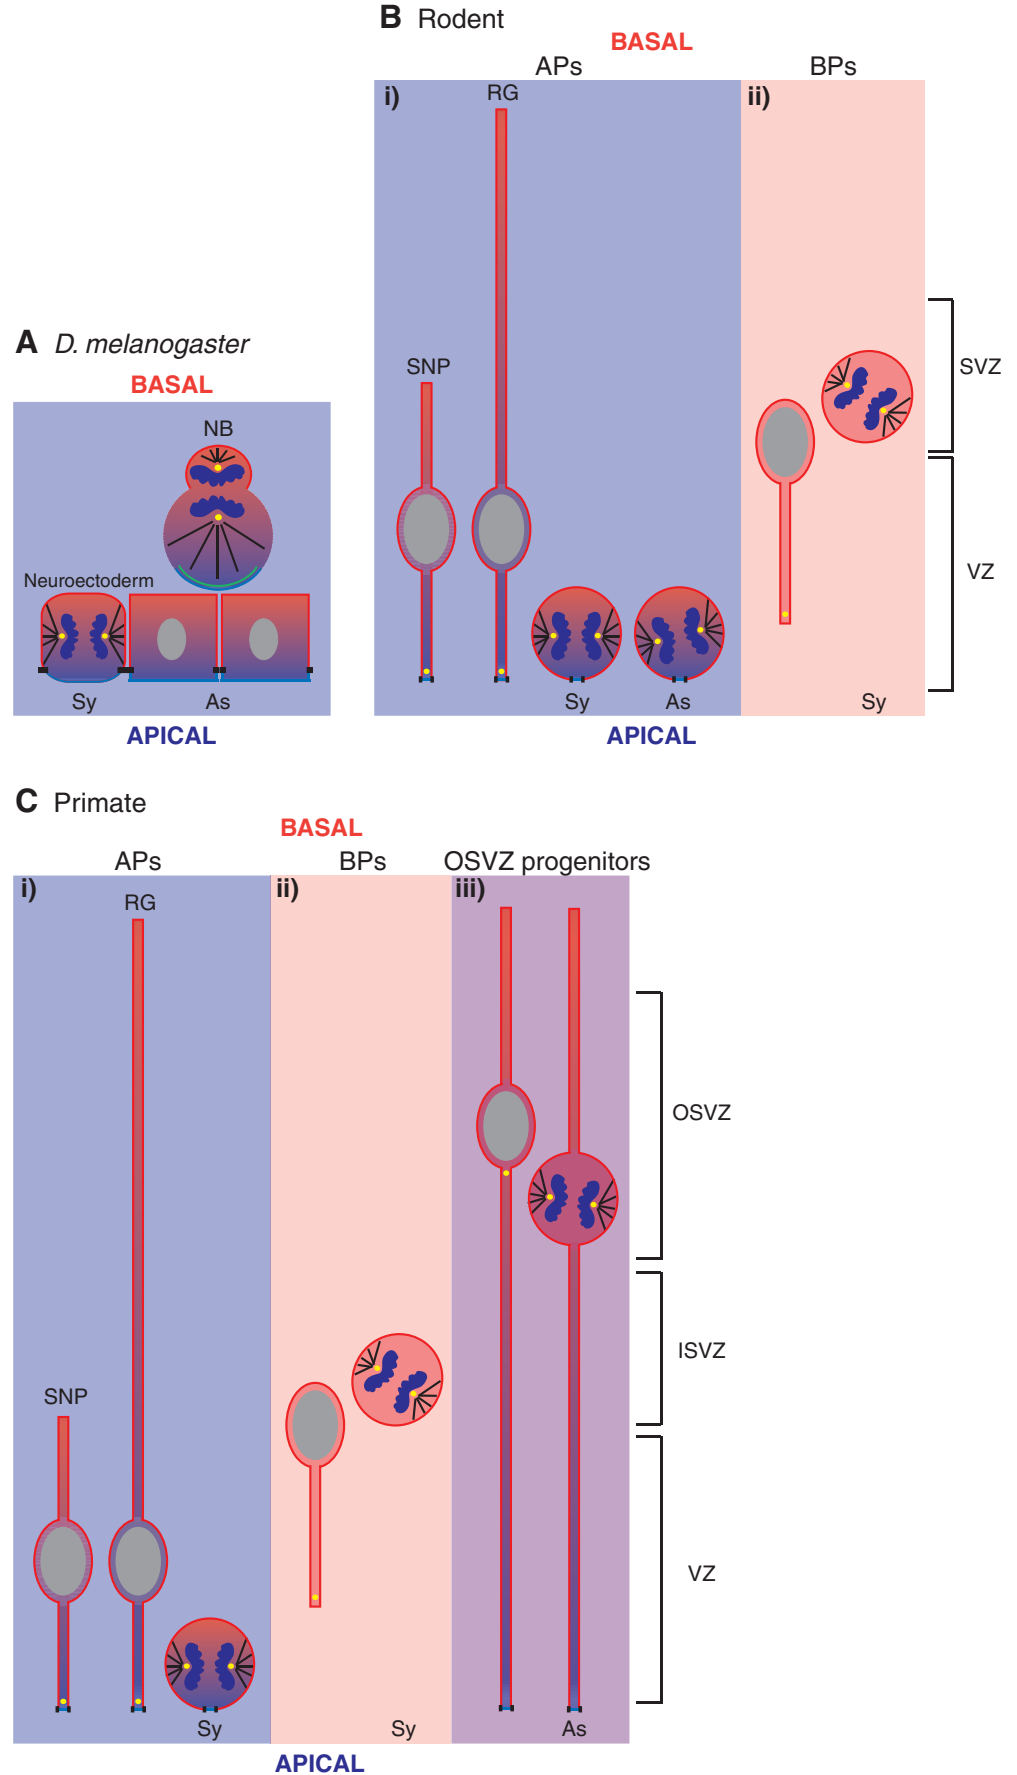 B Rodent
BASAL
APs BPs
i) ii)
RG
SNP
SVZ
VZ
Sy As Sy
APICAL
A D. melanogaster
BASAL
NB
Neuroectoderm
Sy As
APICAL
C Primate
BASAL
APs BPs OSVZ progenitors
i) ii) iii)
RG
OSVZ
ISVZ
SNP
VZ
Sy Sy As
APICAL